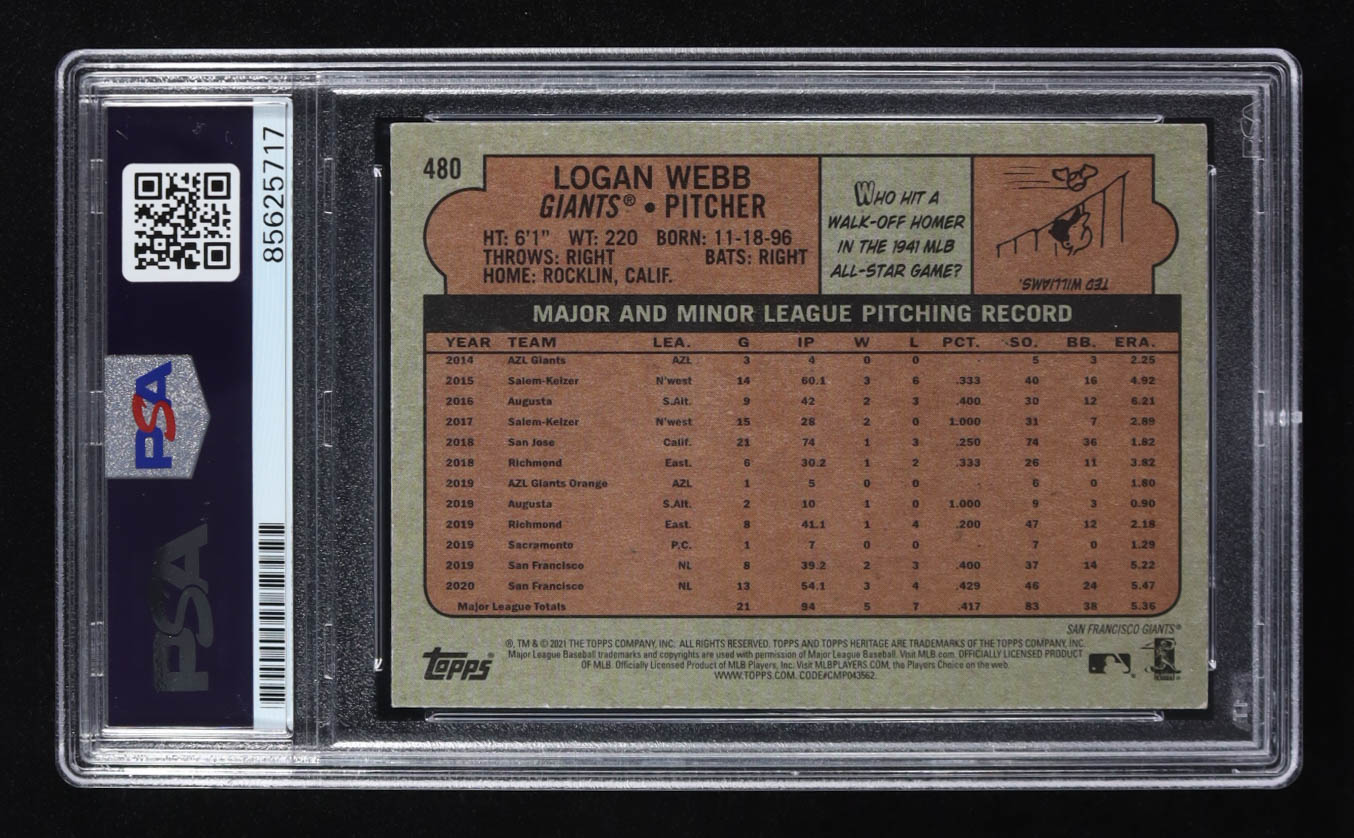 85625717
PSA
PSA
480
LOGAN WEBB
GIANTS® • PITCHER
HT: 6'1" WT: 220 BORN: 11-18-96
THROWS: RIGHT BATS: RIGHT
HOME: ROCKLIN, CALIF.
WHO HIT A
WALK-OFF HOMER
IN THE 1941 MLB
ALL-STAR GAME?
TED WILLIAMS.
MAJOR AND MINOR LEAGUE PITCHING RECORD
YEAR TEAM LEA. G IP W L PCT. SO. BB. ERA.
2014 AZL Giants AZL 3 4 0 0 5 3 2.25
2015 Salem-Keizer N'west 14 60.1 3 6 .333 40 16 4.92
2016 Augusta S.Alt. 9 42 2 3 .400 30 12 6.21
2017 Salem-Keizer N'west 15 28 2 0 1.000 31 7 2.89
2018 San Jose Calif. 21 74 1 3 .250 74 36 1.82
2018 Richmond East. 6 30.2 1 2 .333 26 11 3.82
2019 AZL Giants Orange AZL 1 5 0 0 6 0 1.80
2019 Augusta S.Alt. 2 10 1 0 1.000 9 3 0.90
2019 Richmond East. 8 41.1 1 4 .200 47 12 2.18
2019 Sacramento P.C. 1 7 0 0 7 0 1.29
2019 San Francisco NL 8 39.2 2 3 .400 37 14 5.22
2020 San Francisco NL 13 54.1 3 4 .429 46 24 5.47
Major League Totals 21 94 5 7 .417 83 38 5.36
SAN FRANCISCO GIANTS®
®, TM & © 2021 THE TOPPS COMPANY, INC. ALL RIGHTS RESERVED. TOPPS AND TOPPS HERITAGE ARE TRADEMARKS OF THE TOPPS COMPANY, INC.
Major League Baseball trademarks and copyrights are used with permission of Major League Baseball. Visit MLB.com. OFFICIALLY LICENSED PRODUCT
OF MLB. Officially Licensed Product of MLB Players, Inc. Visit MLBPLAYERS.COM, the Players Choice on the web.
WWW.TOPPS.COM. CODE#CMP043562
Topps®